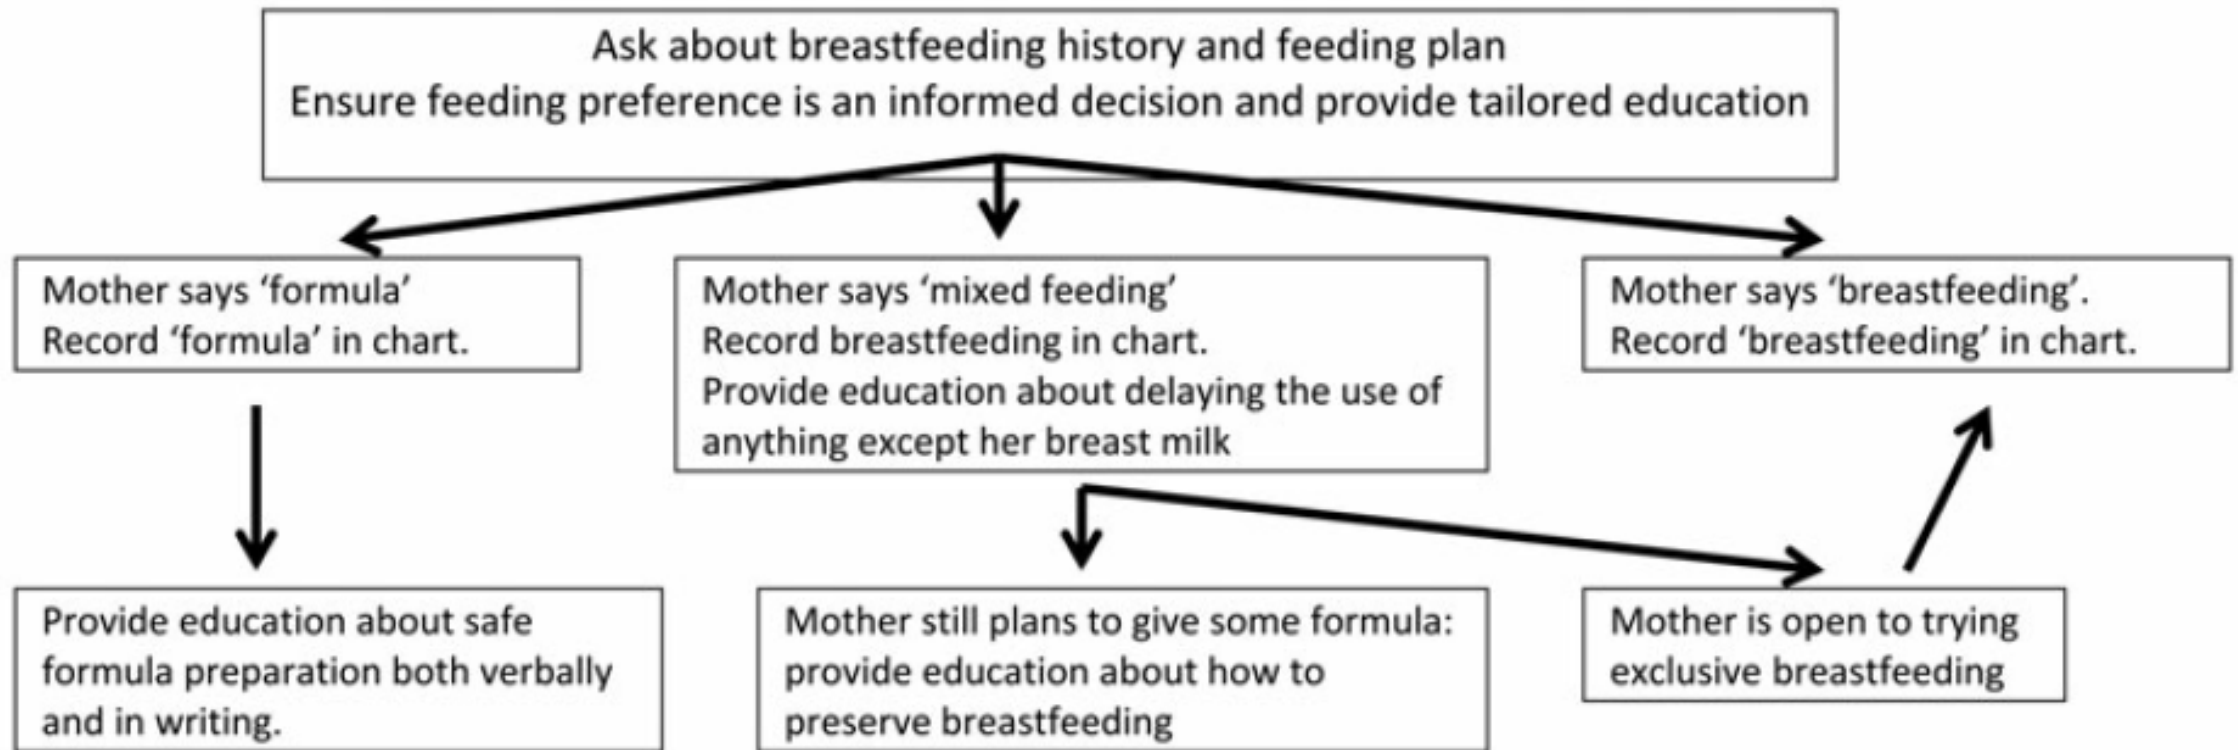 Ask about breastfeeding history and feeding plan
Ensure feeding preference is an informed decision and provide tailored education
Mother says ‘formula’
Record ‘formula’ in chart.
Mother says ‘mixed feeding’
Record breastfeeding in chart.
Provide education about delaying the use of
anything except her breast milk
Mother says ‘breastfeeding’.
Record ‘breastfeeding’ in chart.
Provide education about safe
formula preparation both verbally
and in writing.
Mother still plans to give some formula:
provide education about how to
preserve breastfeeding
Mother is open to trying
exclusive breastfeeding